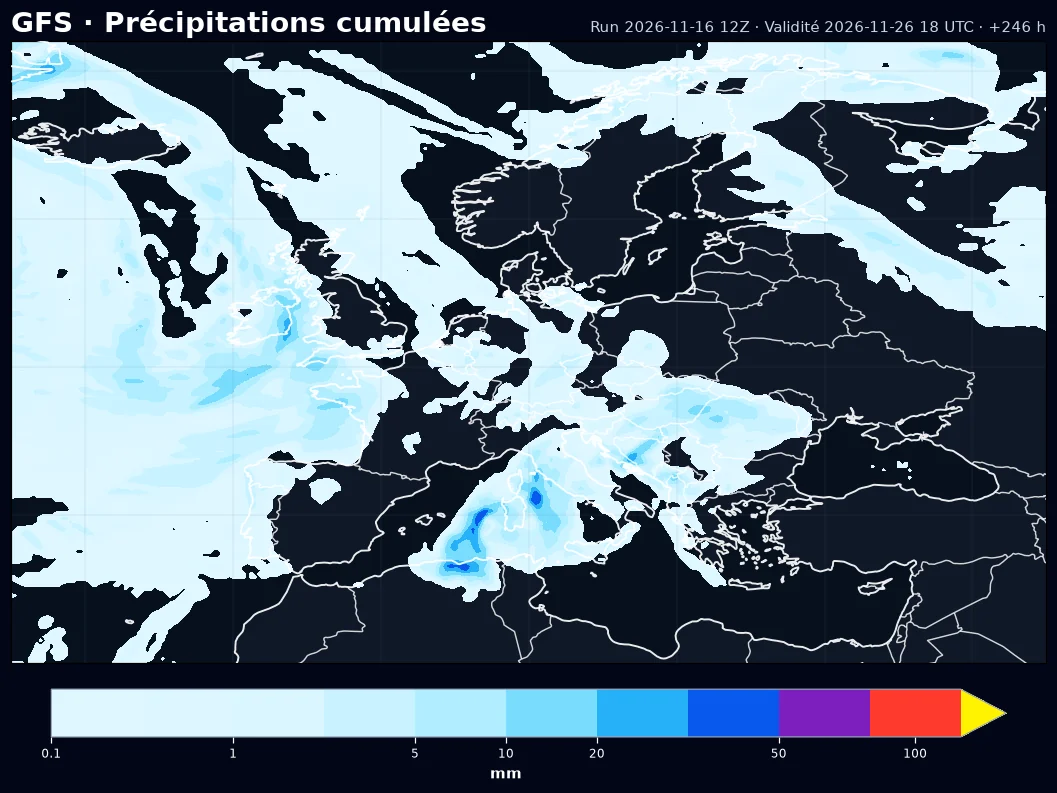 GFS · Précipitations cumulées
Run 2026-11-16 12Z · Validité 2026-11-26 18 UTC · +246 h
0.1 1 5 10 20 50 100
mm